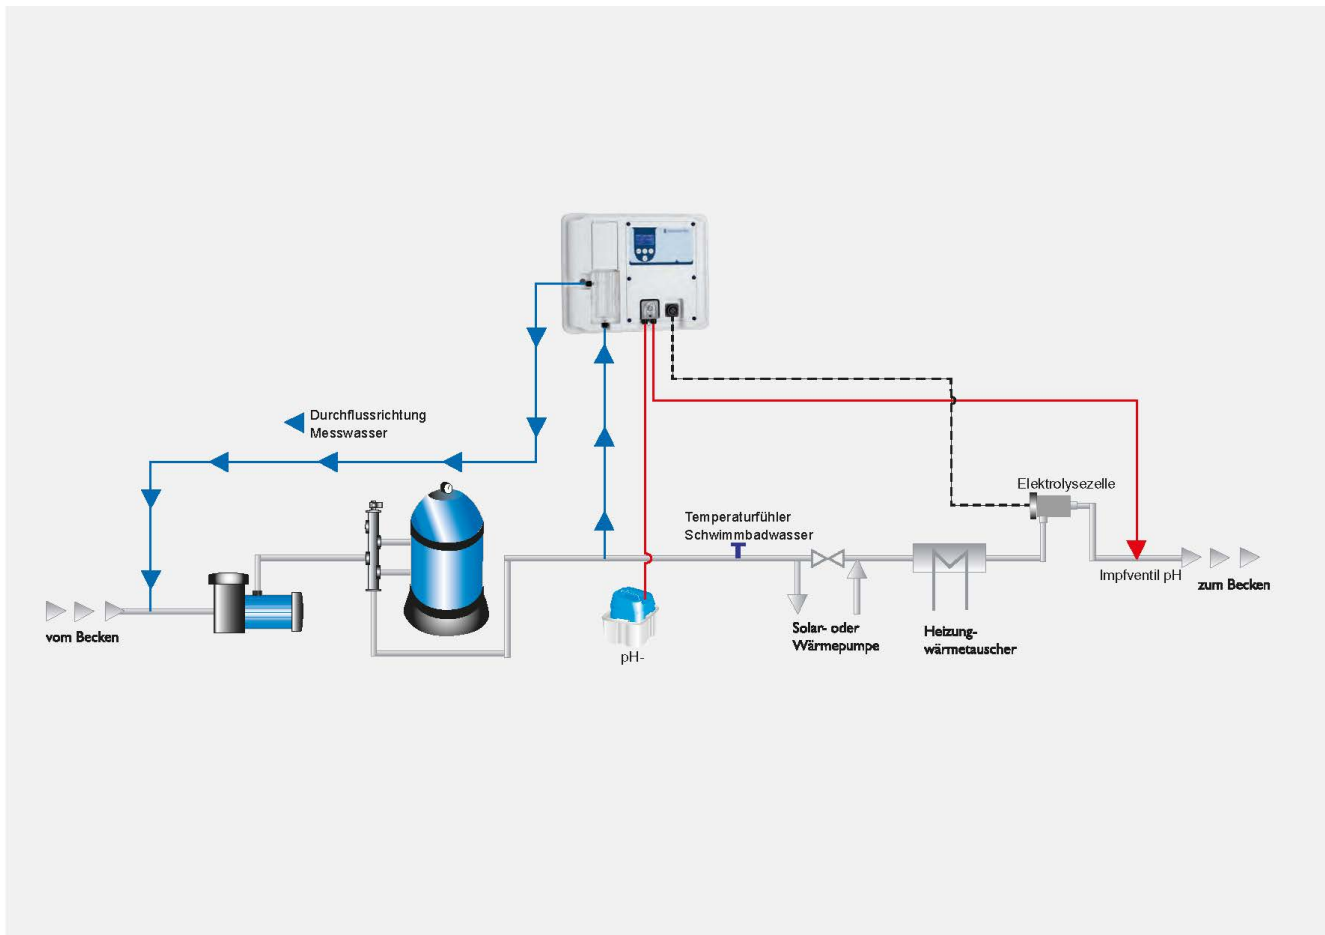 Durchflussrichtung
Messwasser
Elektrolysezelle
Temperaturfühler
Schwimmbadwasser
Impfventil pH
zum Becken
vom Becken
Solar- oder
Wärmepumpe
Heizung-
wärmetauscher
pH-